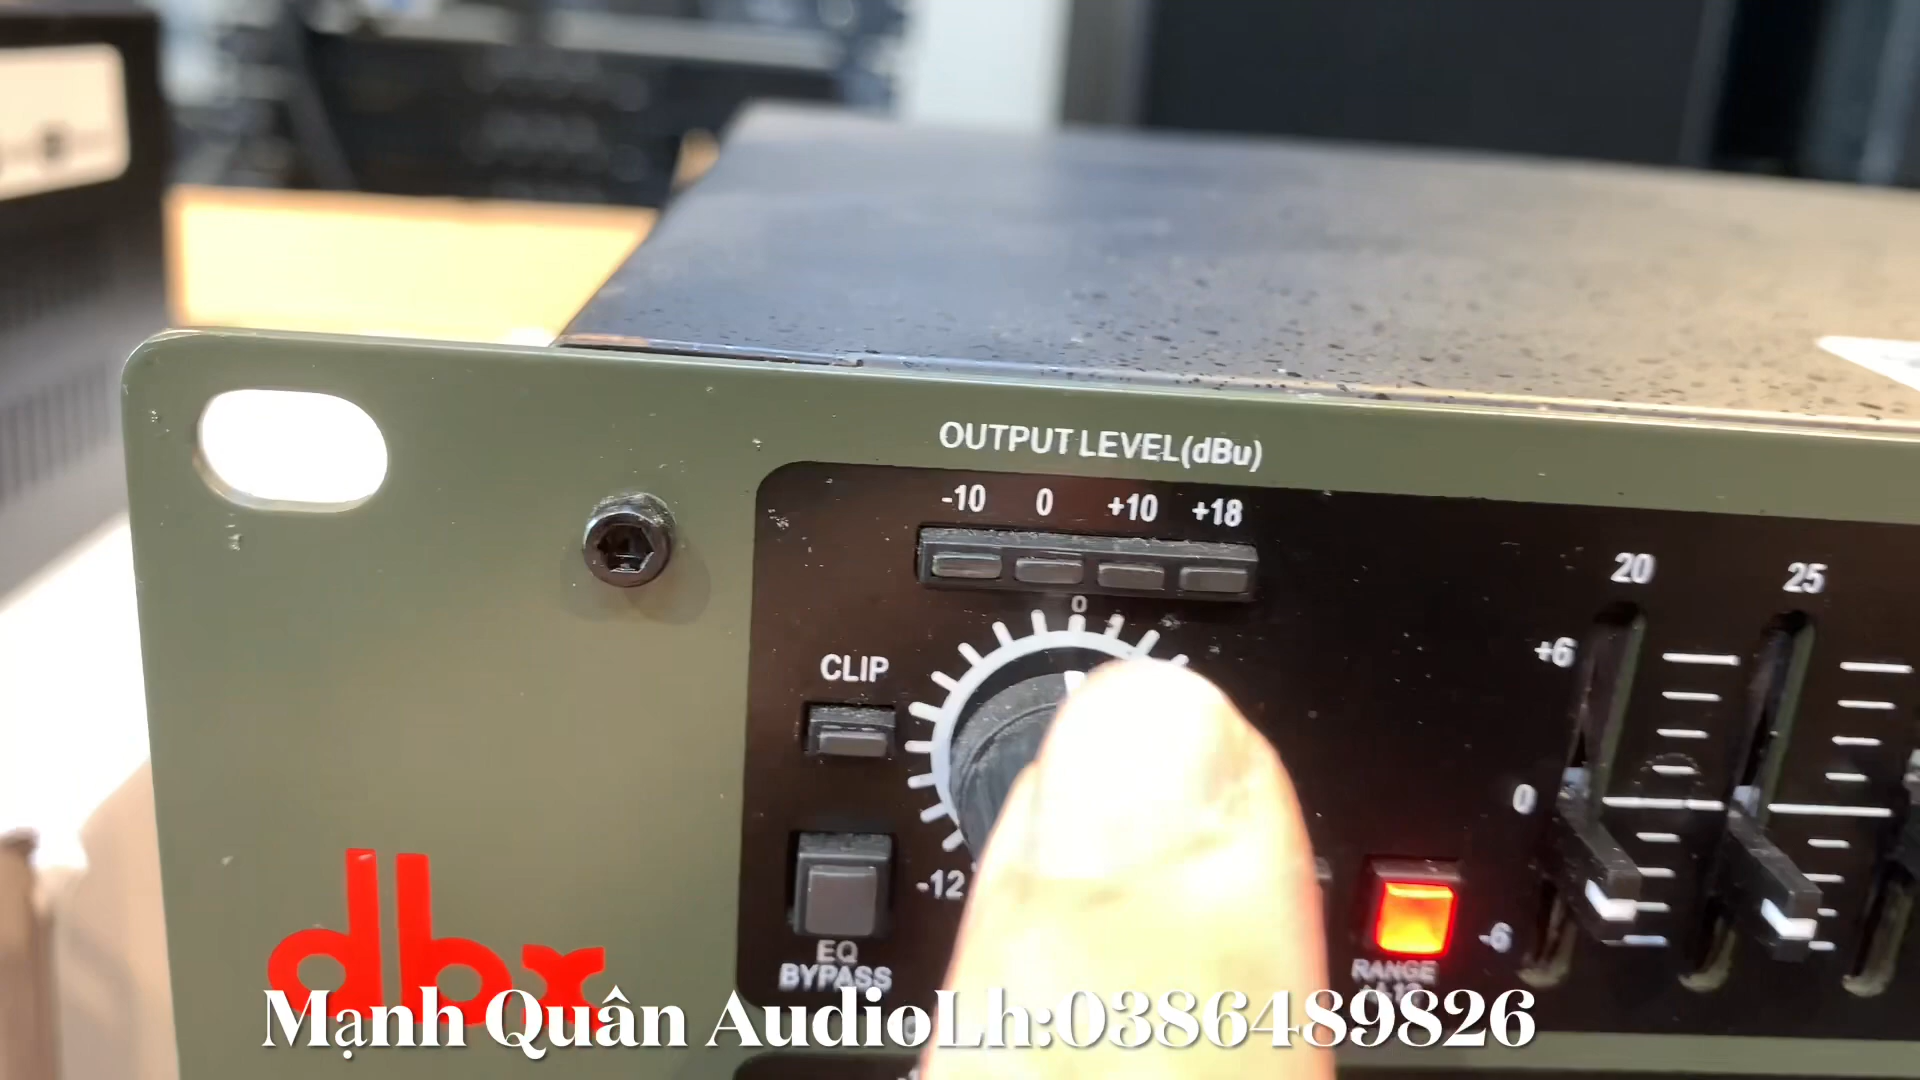 OUTPUT LEVEL(dBu)
-10 0 +10 +18
0
20 25
+6
CLIP
0
-12
-6
EQ
BYPASS
RANGE
dbx
Mạnh Quân AudioLh:0386489826